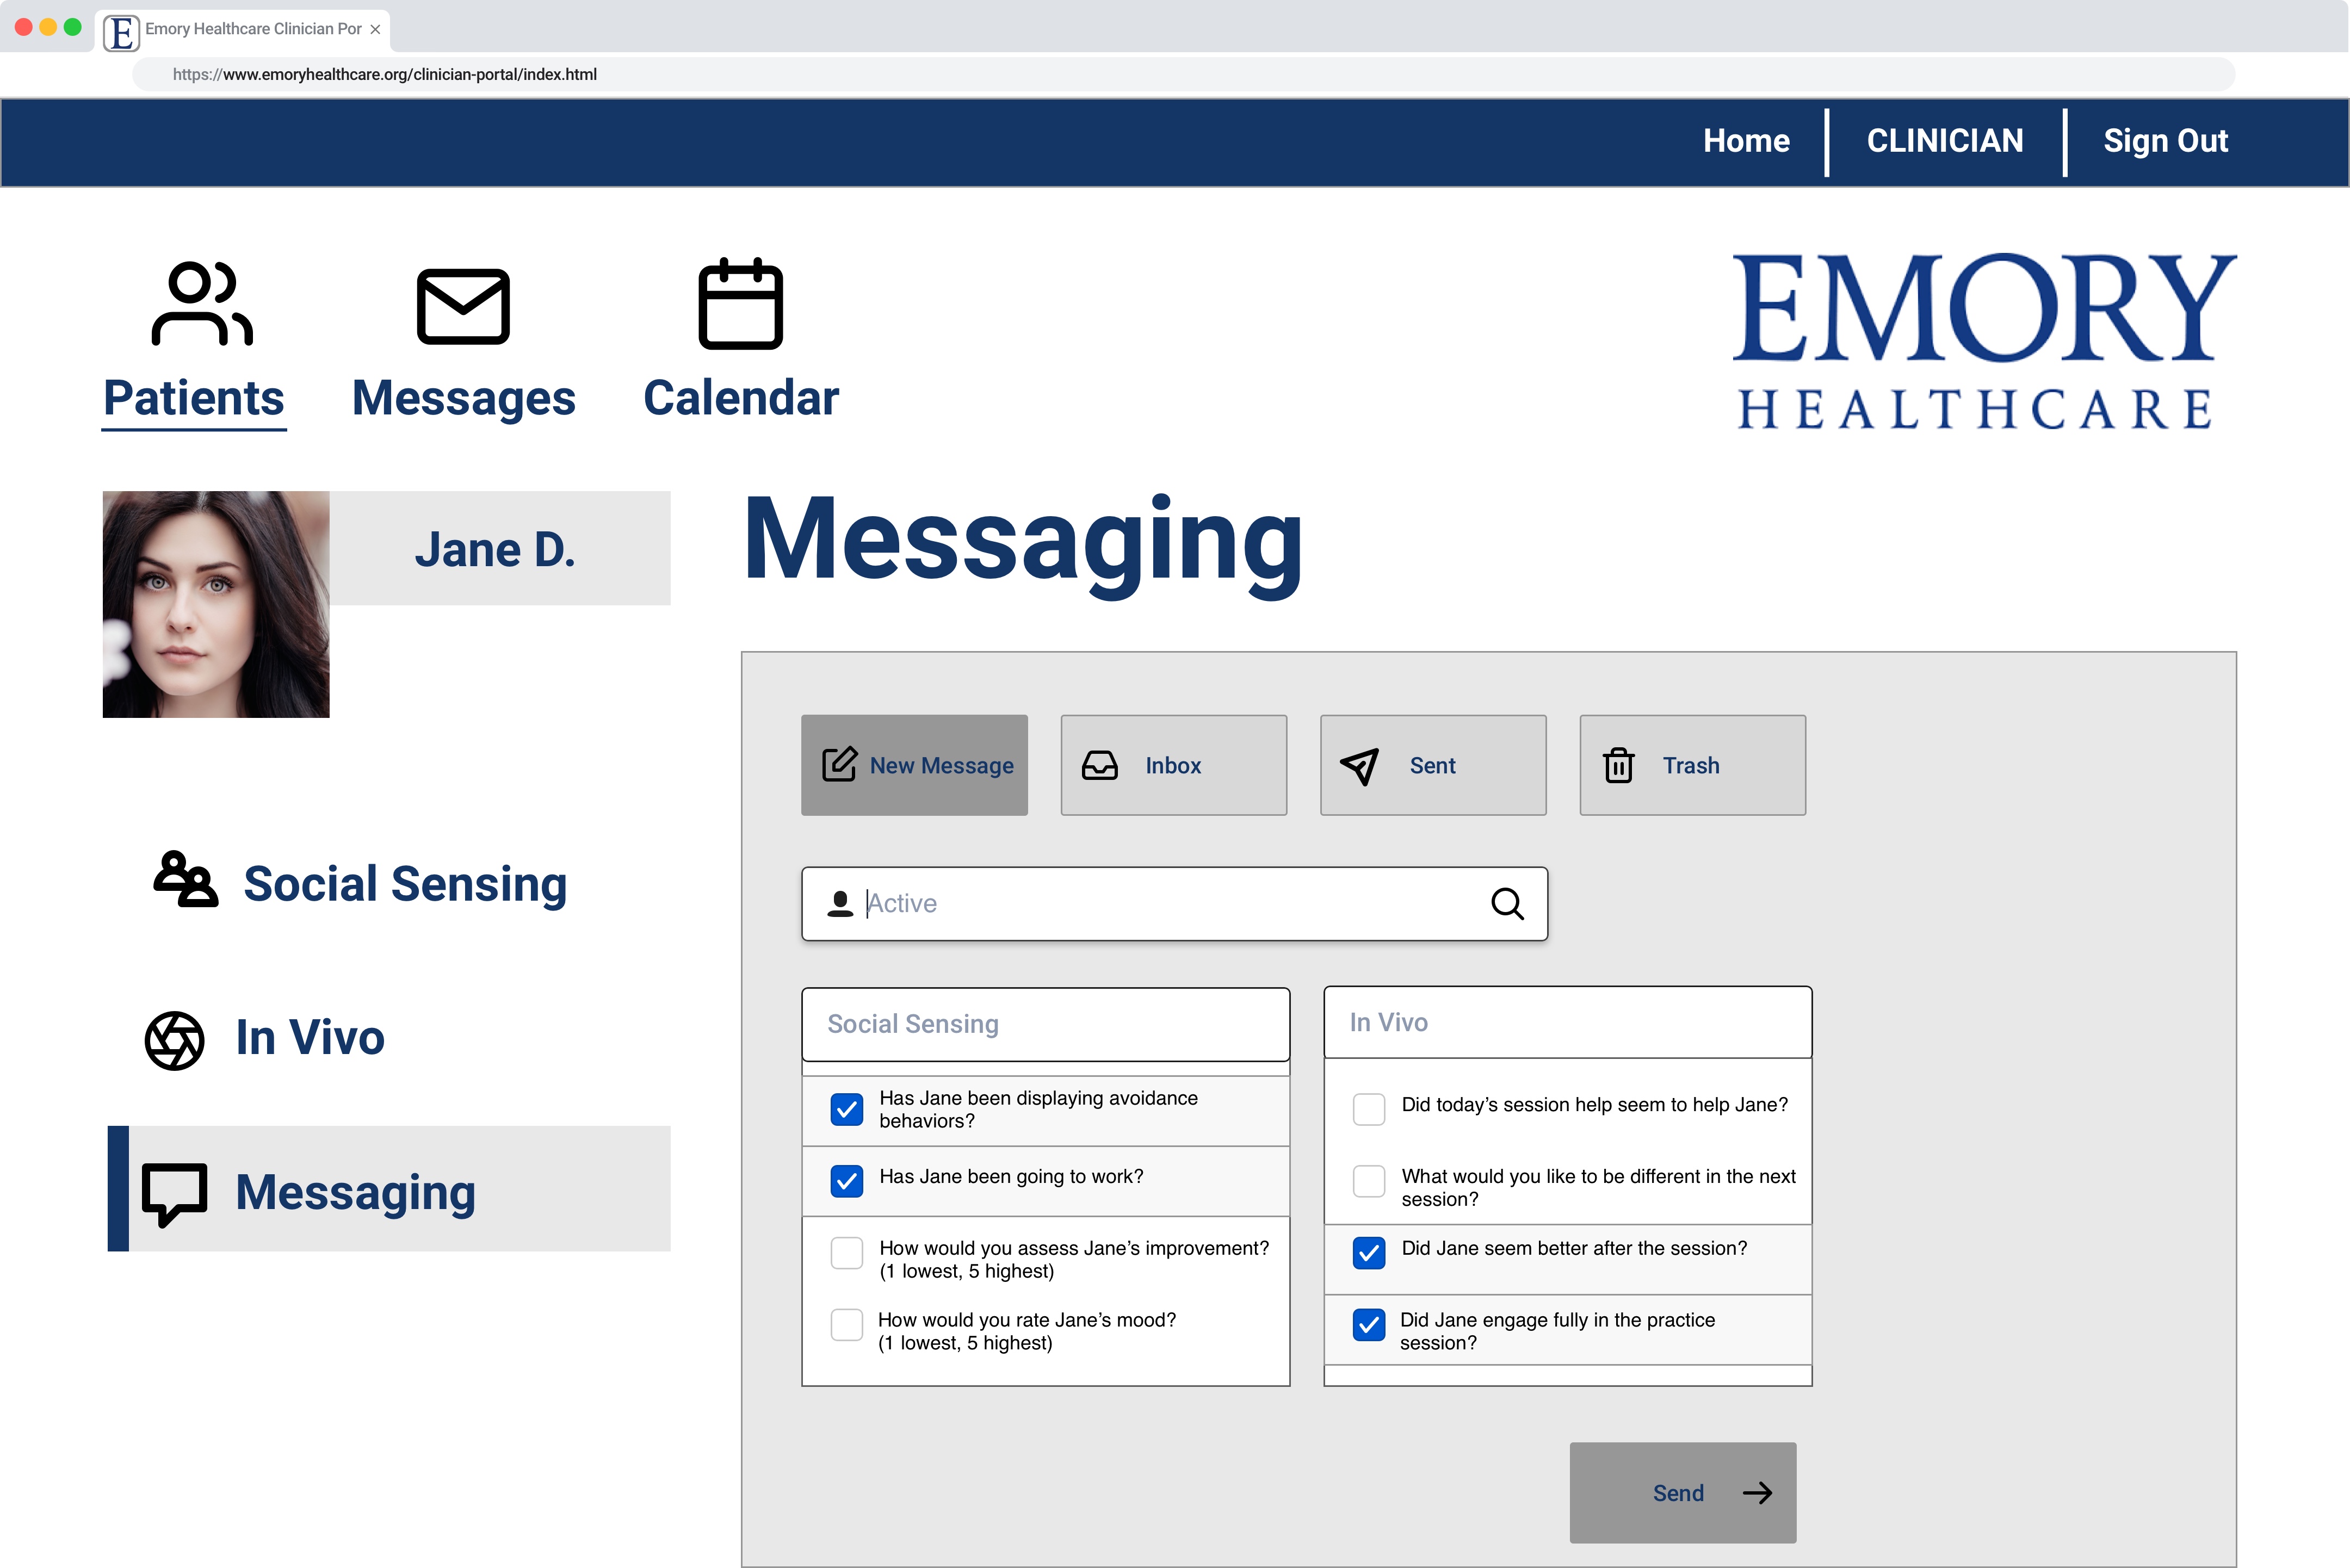 E
Emory Healthcare Clinician Por
https://www.emoryhealthcare.org/clinician-portal/index.html
Home
CLINICIAN
Sign Out
Patients
Messages
Calendar
EMORY
HEALTHCARE
Jane D.
Social Sensing
In Vivo
Messaging
Messaging
New Message
Inbox
Sent
Trash
Active
Social Sensing
Has Jane been displaying avoidance
behaviors?
Has Jane been going to work?
How would you assess Jane's improvement?
(1 lowest, 5 highest)
How would you rate Jane's mood?
(1 lowest, 5 highest)
In Vivo
Did today's session help seem to help Jane?
What would you like to be different in the next
session?
Did Jane seem better after the session?
Did Jane engage fully in the practice
session?
Send